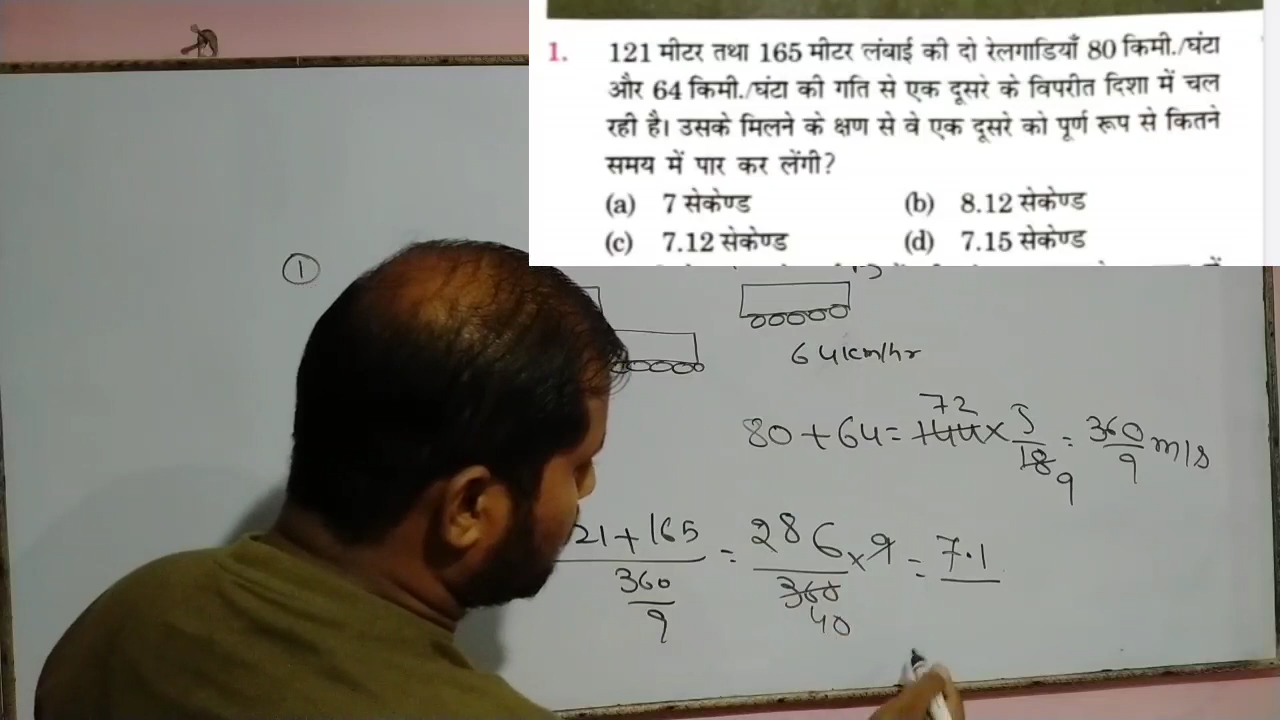 1. 121 मीटर तथा 165 मीटर लंबाई की दो रेलगाडियाँ 80 किमी./घंटा
और 64 किमी./घंटा की गति से एक दूसरे के विपरीत दिशा में चल
रही है। उसके मिलने के क्षण से वे एक दूसरे को पूर्ण रूप से कितने
समय में पार कर लेंगी?
(a) 7 सेकेण्ड (b) 8.12 सेकेण्ड
(c) 7.12 सेकेण्ड (d) 7.15 सेकेण्ड
1
64km/hr
72
80+64=144×5/18=360/9 m/s
9
21+165/360/9 = 286/360×9 = 7.1
40